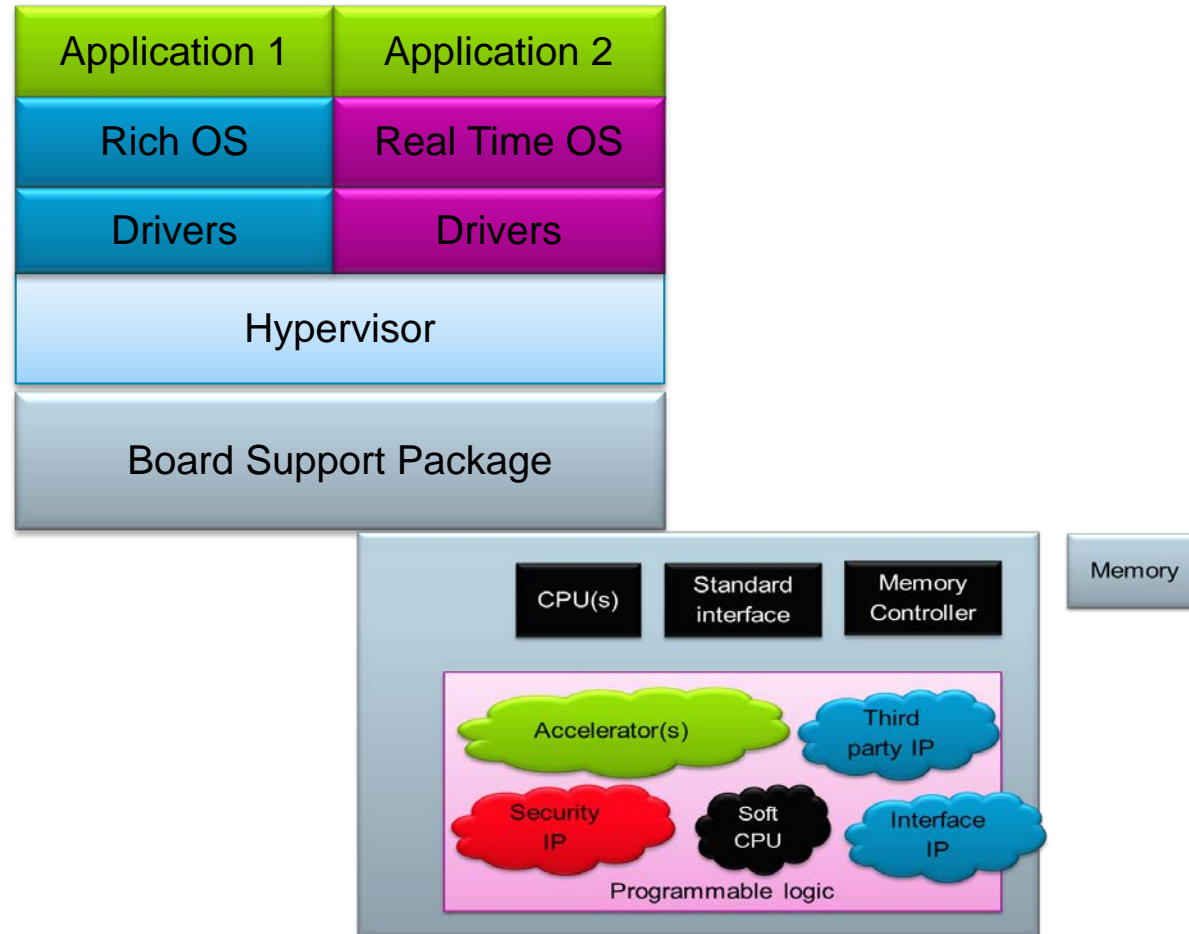 Application 1
Application 2
Rich OS
Real Time OS
Drivers
Drivers
Hypervisor
Board Support Package
CPU(s)
Standard
interface
Memory
Controller
Memory
Accelerator(s)
Third
party IP
Security
IP
Soft
CPU
Interface
IP
Programmable logic